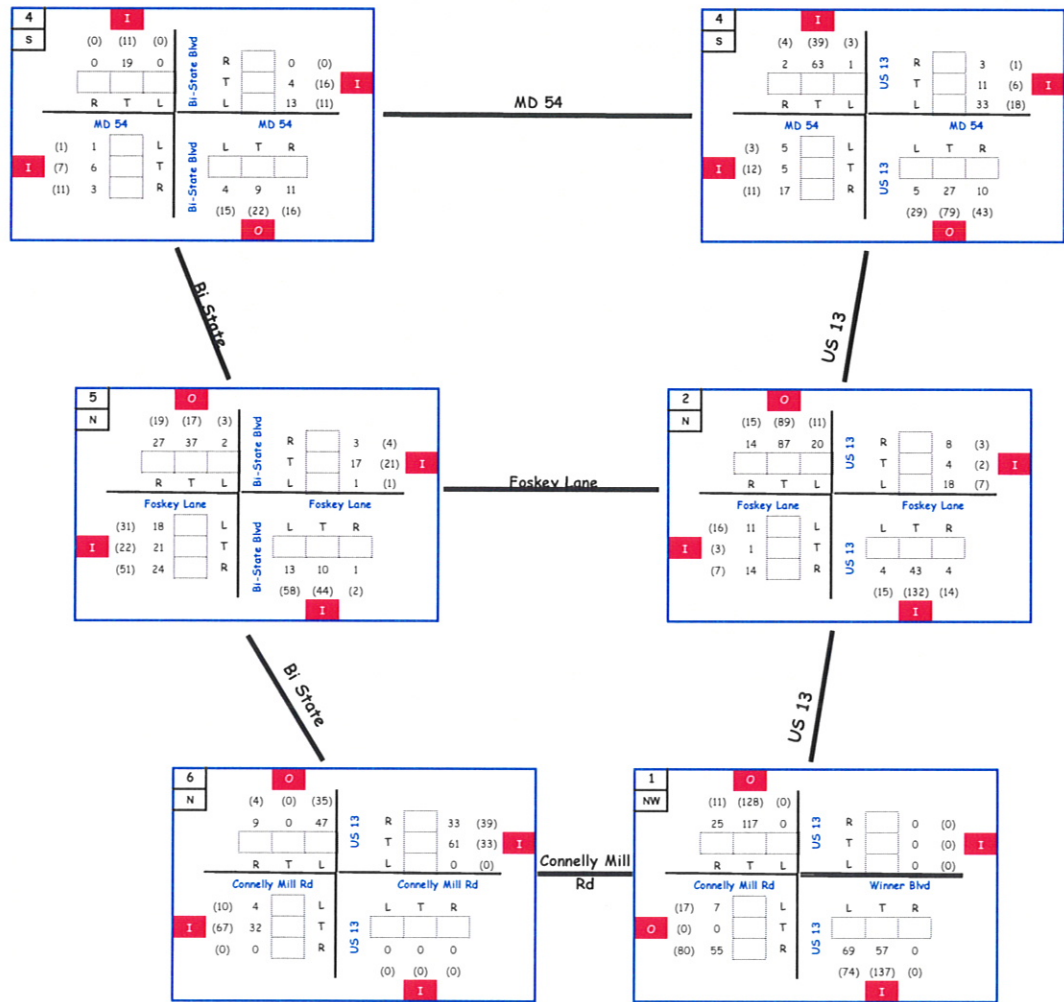 4
S
I
(0) (11) (0)
0 19 0
R T L
Bi-State Blvd
R 0 (0)
T 4 (16)
L 13 (11)
I
MD 54
MD 54
I
(1) 1 L
(7) 6 T
(11) 3 R
Bi-State Blvd
L T R
4 9 11
(15) (22) (16)
O
MD 54
4
S
I
(4) (39) (3)
2 63 1
R T L
US 13
R 3 (1)
T 11 (6)
L 33 (18)
I
MD 54
MD 54
I
(3) 5 L
(12) 5 T
(11) 17 R
US 13
L T R
5 27 10
(29) (79) (43)
O
Bi State
US 13
5
N
O
(19) (17) (3)
27 37 2
R T L
Bi-State Blvd
R 3 (4)
T 17 (21)
L 1 (1)
I
Foskey Lane
Foskey Lane
I
(31) 18 L
(22) 21 T
(51) 24 R
Bi-State Blvd
L T R
13 10 1
(58) (44) (2)
I
Foskey Lane
2
N
O
(15) (89) (11)
14 87 20
R T L
US 13
R 8 (3)
T 4 (2)
L 18 (7)
I
Foskey Lane
Foskey Lane
I
(16) 11 L
(3) 1 T
(7) 14 R
US 13
L T R
4 43 4
(15) (132) (14)
I
Bi State
US 13
6
N
O
(4) (0) (35)
9 0 47
R T L
US 13
R 33 (39)
T 61 (33)
L 0 (0)
I
Connelly Mill Rd
Connelly Mill Rd
I
(10) 4 L
(67) 32 T
(0) 0 R
US 13
L T R
0 0 0
(0) (0) (0)
I
Connelly Mill
Rd
1
NW
O
(11) (128) (0)
25 117 0
R T L
US 13
R 0 (0)
T 0 (0)
L 0 (0)
I
Connelly Mill Rd
Winner Blvd
O
(17) 7 L
(0) 0 T
(80) 55 R
US 13
L T R
69 57 0
(74) (137) (0)
I